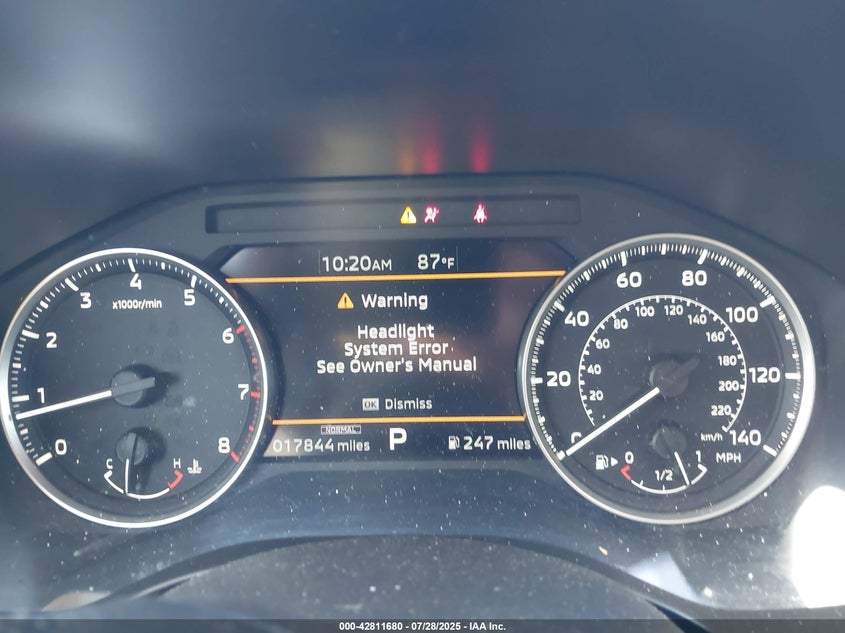 10:20AM 87°F
Warning
Headlight
System Error
See Owner's Manual
OK Dismiss
NORMAL
017844 miles P 247 miles
x1000r/min
0 1 2 3 4 5 6 7 8
C H
0 20 40 60 80 100 120 140
MPH
20 40 60 80 100 120 140 160 180 200 220
km/h
0 1/2 1
000-42811680 / 07/28/2025 - IAA Inc.